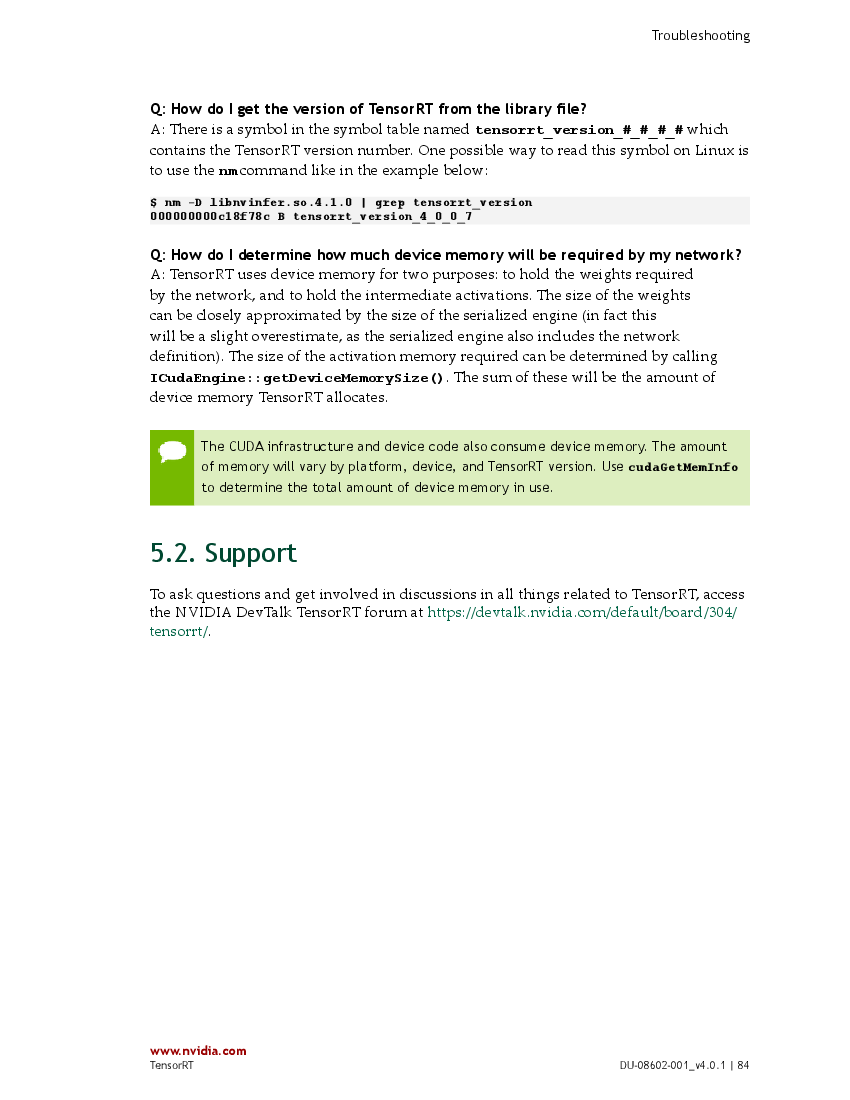 Troubleshooting
Q: How do I get the version of TensorRT from the library file?
A: There is a symbol in the symbol table named tensorrt_version_#_#_#_# which
contains the TensorRT version number. One possible way to read this symbol on Linux is
to use the nm command like in the example below:
$ nm -D libnvinfer.so.4.1.0 | grep tensorrt_version
000000000c18f78c B tensorrt_version_4_0_0_7
Q: How do I determine how much device memory will be required by my network?
A: TensorRT uses device memory for two purposes: to hold the weights required
by the network, and to hold the intermediate activations. The size of the weights
can be closely approximated by the size of the serialized engine (in fact this
will be a slight overestimate, as the serialized engine also includes the network
definition). The size of the activation memory required can be determined by calling
ICudaEngine::getDeviceMemorySize(). The sum of these will be the amount of
device memory TensorRT allocates.
The CUDA infrastructure and device code also consume device memory. The amount
of memory will vary by platform, device, and TensorRT version. Use cudaGetMemInfo
to determine the total amount of device memory in use.
5.2. Support
To ask questions and get involved in discussions in all things related to TensorRT, access
the NVIDIA DevTalk TensorRT forum at https://devtalk.nvidia.com/default/board/304/
tensorrt/.
www.nvidia.com
TensorRT
DU-08602-001_v4.0.1 | 84